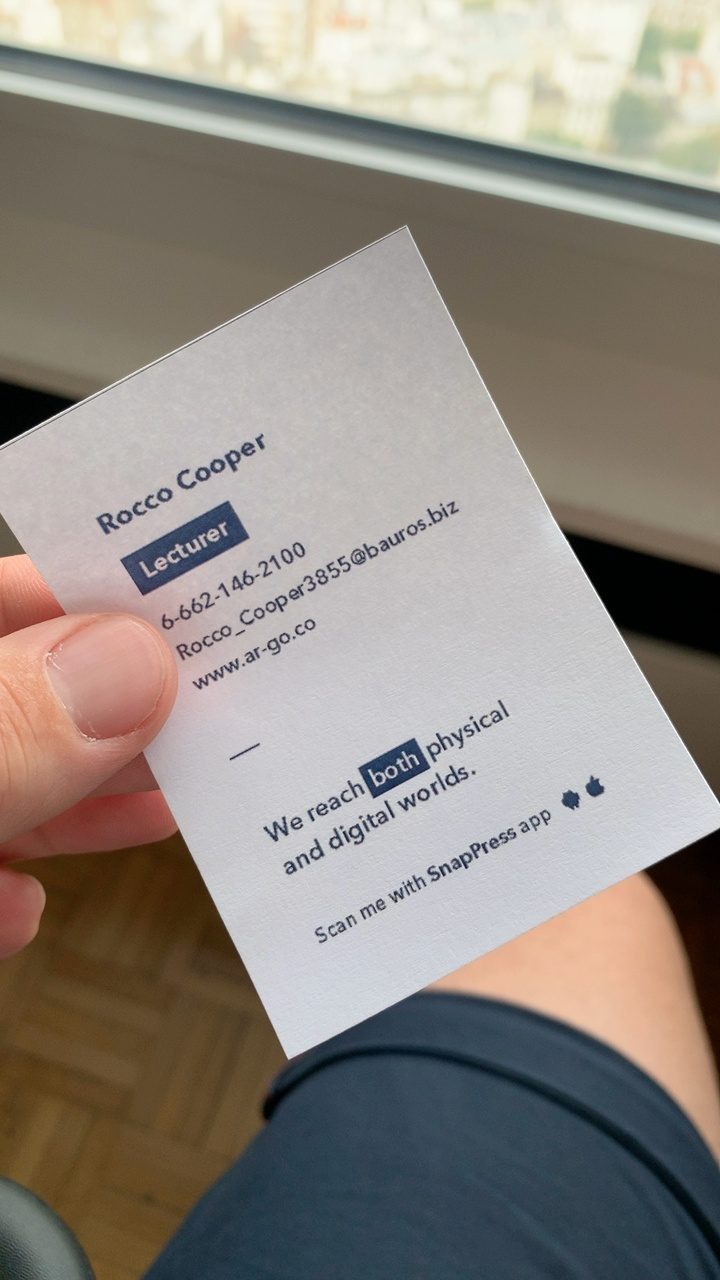 Rocco Cooper
Lecturer
6-662-146-2100
Rocco_Cooper3855@bauros.biz
www.ar-go.co
We reach both physical
and digital worlds.
Scan me with SnapPress app